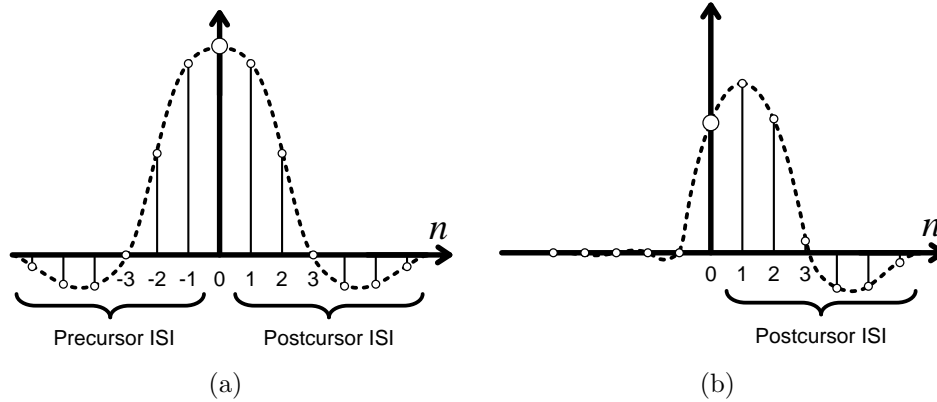 n
-3 -2 -1 0 1 2 3
Precursor ISI
Postcursor ISI
(a)
n
0 1 2 3
Postcursor ISI
(b)